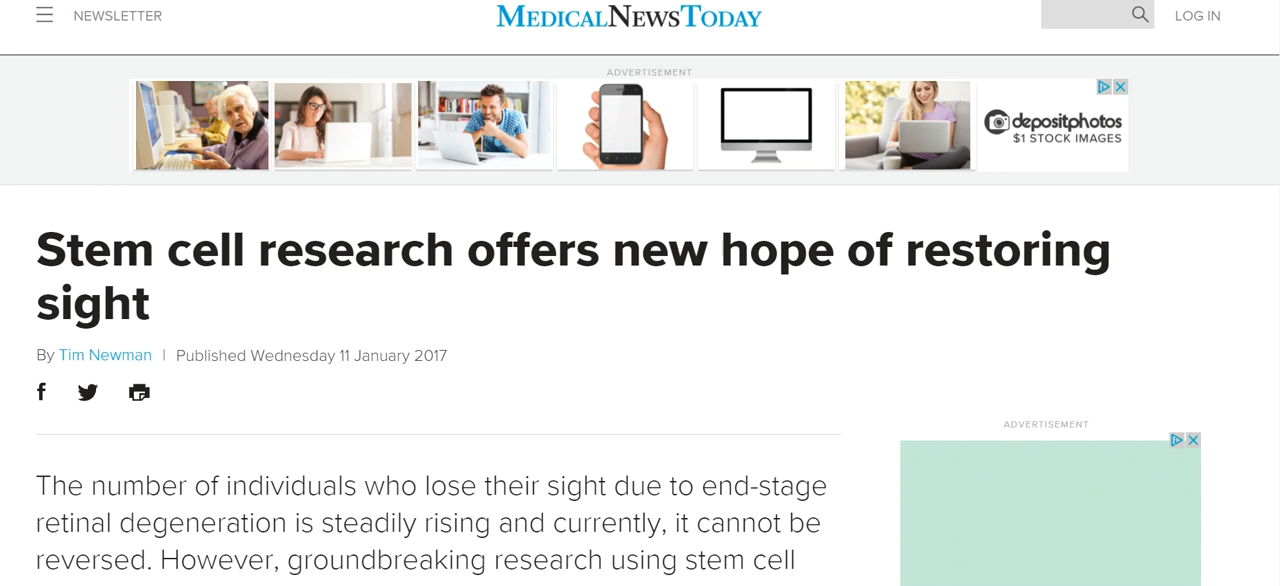 NEWSLETTER
MEDICALNEWSTODAY
LOG IN
ADVERTISEMENT
depositphotos
$1 STOCK IMAGES
Stem cell research offers new hope of restoring
sight
By Tim Newman | Published Wednesday 11 January 2017
ADVERTISEMENT
The number of individuals who lose their sight due to end-stage
retinal degeneration is steadily rising and currently, it cannot be
reversed. However, groundbreaking research using stem cell